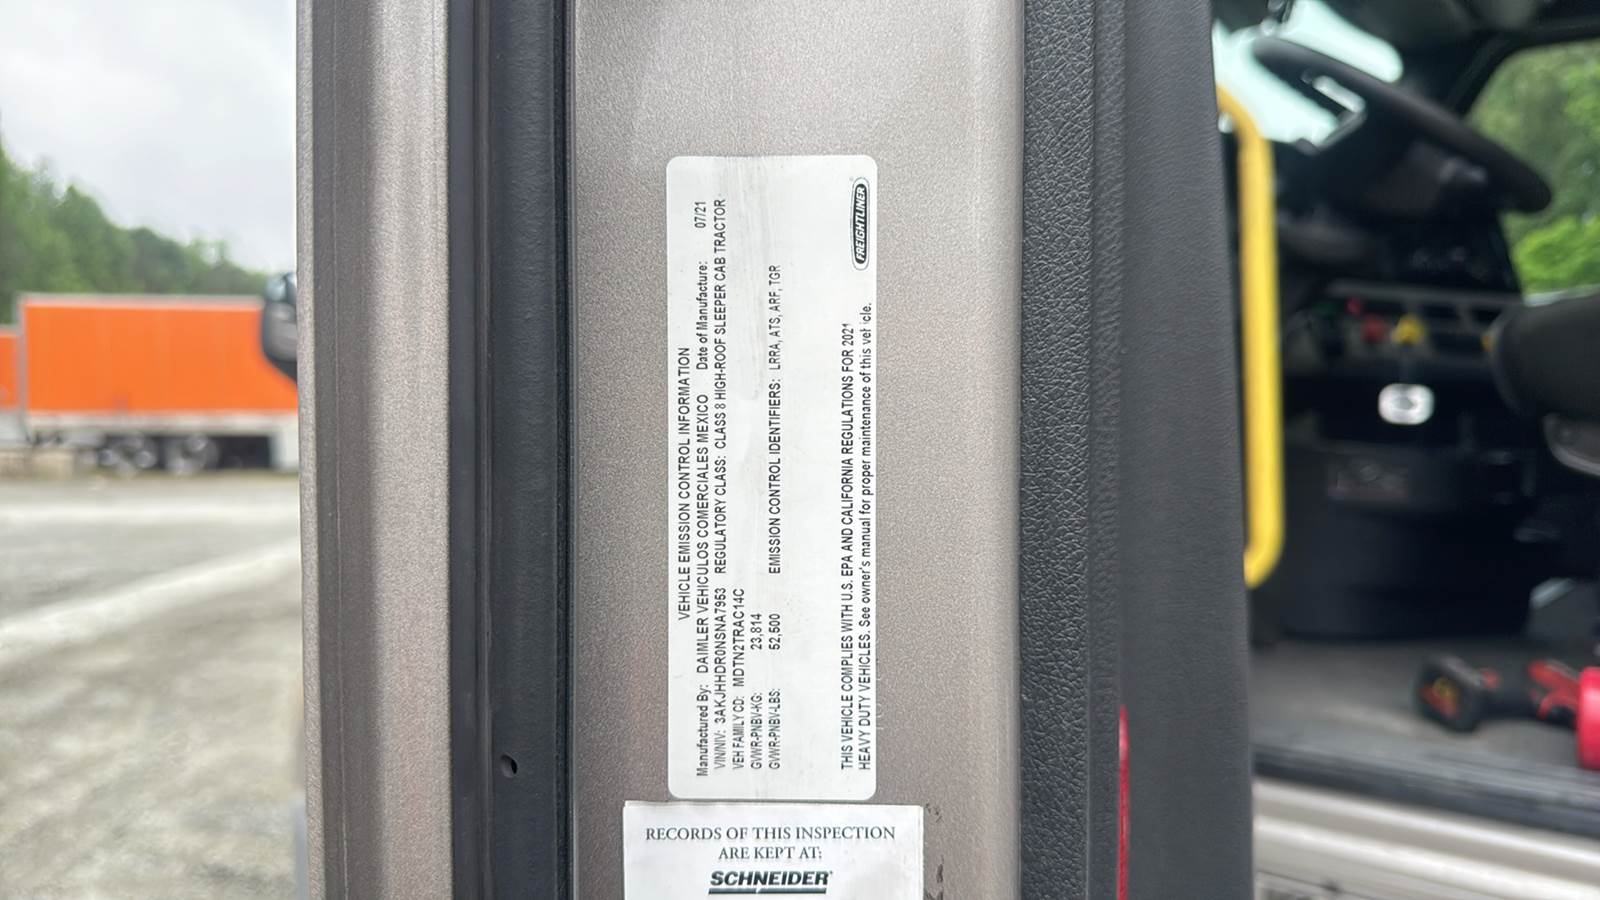 VEHICLE EMISSION CONTROL INFORMATION
Manufactured By: DAIMLER VEHICULOS COMERCIALES MEXICO Date of Manufacture: 07/21
VIN/NIV: 3AKJHHDR0NSNA7953 REGULATORY CLASS: CLASS 8 HIGH-ROOF SLEEPER CAB TRACTOR
VEH FAMILY CD: MDTN2TRAC14C
GVWR-PNBV-KG: 23,814
GVWR-PNBV-LBS: 52,500 EMISSION CONTROL IDENTIFIERS: LRRA, ATS, ARF, TGR
THIS VEHICLE COMPLIES WITH U.S. EPA AND CALIFORNIA REGULATIONS FOR 2021
HEAVY DUTY VEHICLES. See owner's manual for proper maintenance of this vehicle.
FREIGHTLINER
RECORDS OF THIS INSPECTION
ARE KEPT AT:
SCHNEIDER